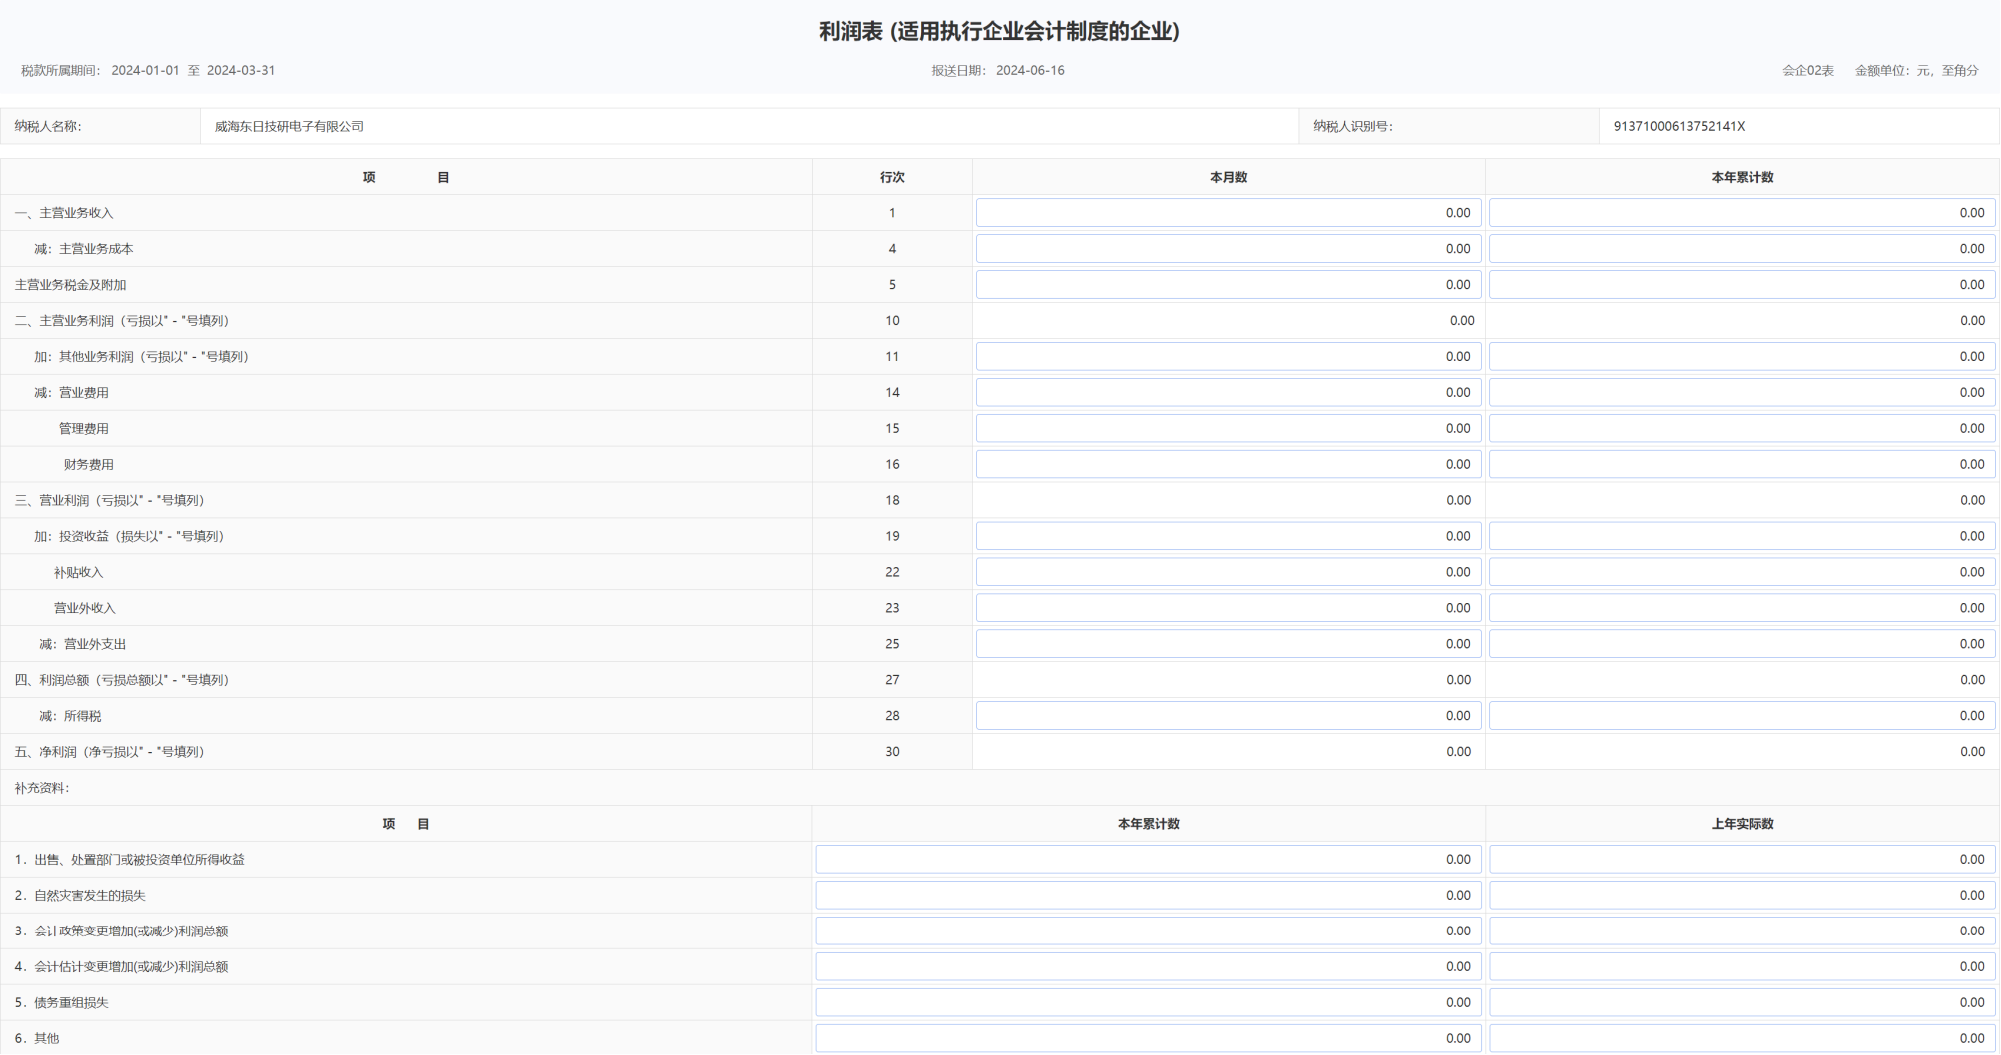 利润表 (适用执行企业会计制度的企业)
税款所属期间： 2024-01-01 至 2024-03-31 报送日期： 2024-06-16 会企02表 金额单位：元，至角分
纳税人名称： 威海东日技研电子有限公司 纳税人识别号： 91371000613752141X
项 目 行次 本月数 本年累计数
一、主营业务收入 1 0.00 0.00
减：主营业务成本 4 0.00 0.00
主营业务税金及附加 5 0.00 0.00
二、主营业务利润（亏损以" - "号填列） 10 0.00 0.00
加：其他业务利润（亏损以" - "号填列） 11 0.00 0.00
减：营业费用 14 0.00 0.00
管理费用 15 0.00 0.00
财务费用 16 0.00 0.00
三、营业利润（亏损以" - "号填列） 18 0.00 0.00
加：投资收益（损失以" - "号填列） 19 0.00 0.00
补贴收入 22 0.00 0.00
营业外收入 23 0.00 0.00
减：营业外支出 25 0.00 0.00
四、利润总额（亏损总额以" - "号填列） 27 0.00 0.00
减：所得税 28 0.00 0.00
五、净利润（净亏损以" - "号填列） 30 0.00 0.00
补充资料：
项 目 本年累计数 上年实际数
1．出售、处置部门或被投资单位所得收益 0.00 0.00
2．自然灾害发生的损失 0.00 0.00
3．会计政策变更增加(或减少)利润总额 0.00 0.00
4．会计估计变更增加(或减少)利润总额 0.00 0.00
5．债务重组损失 0.00 0.00
6．其他 0.00 0.00